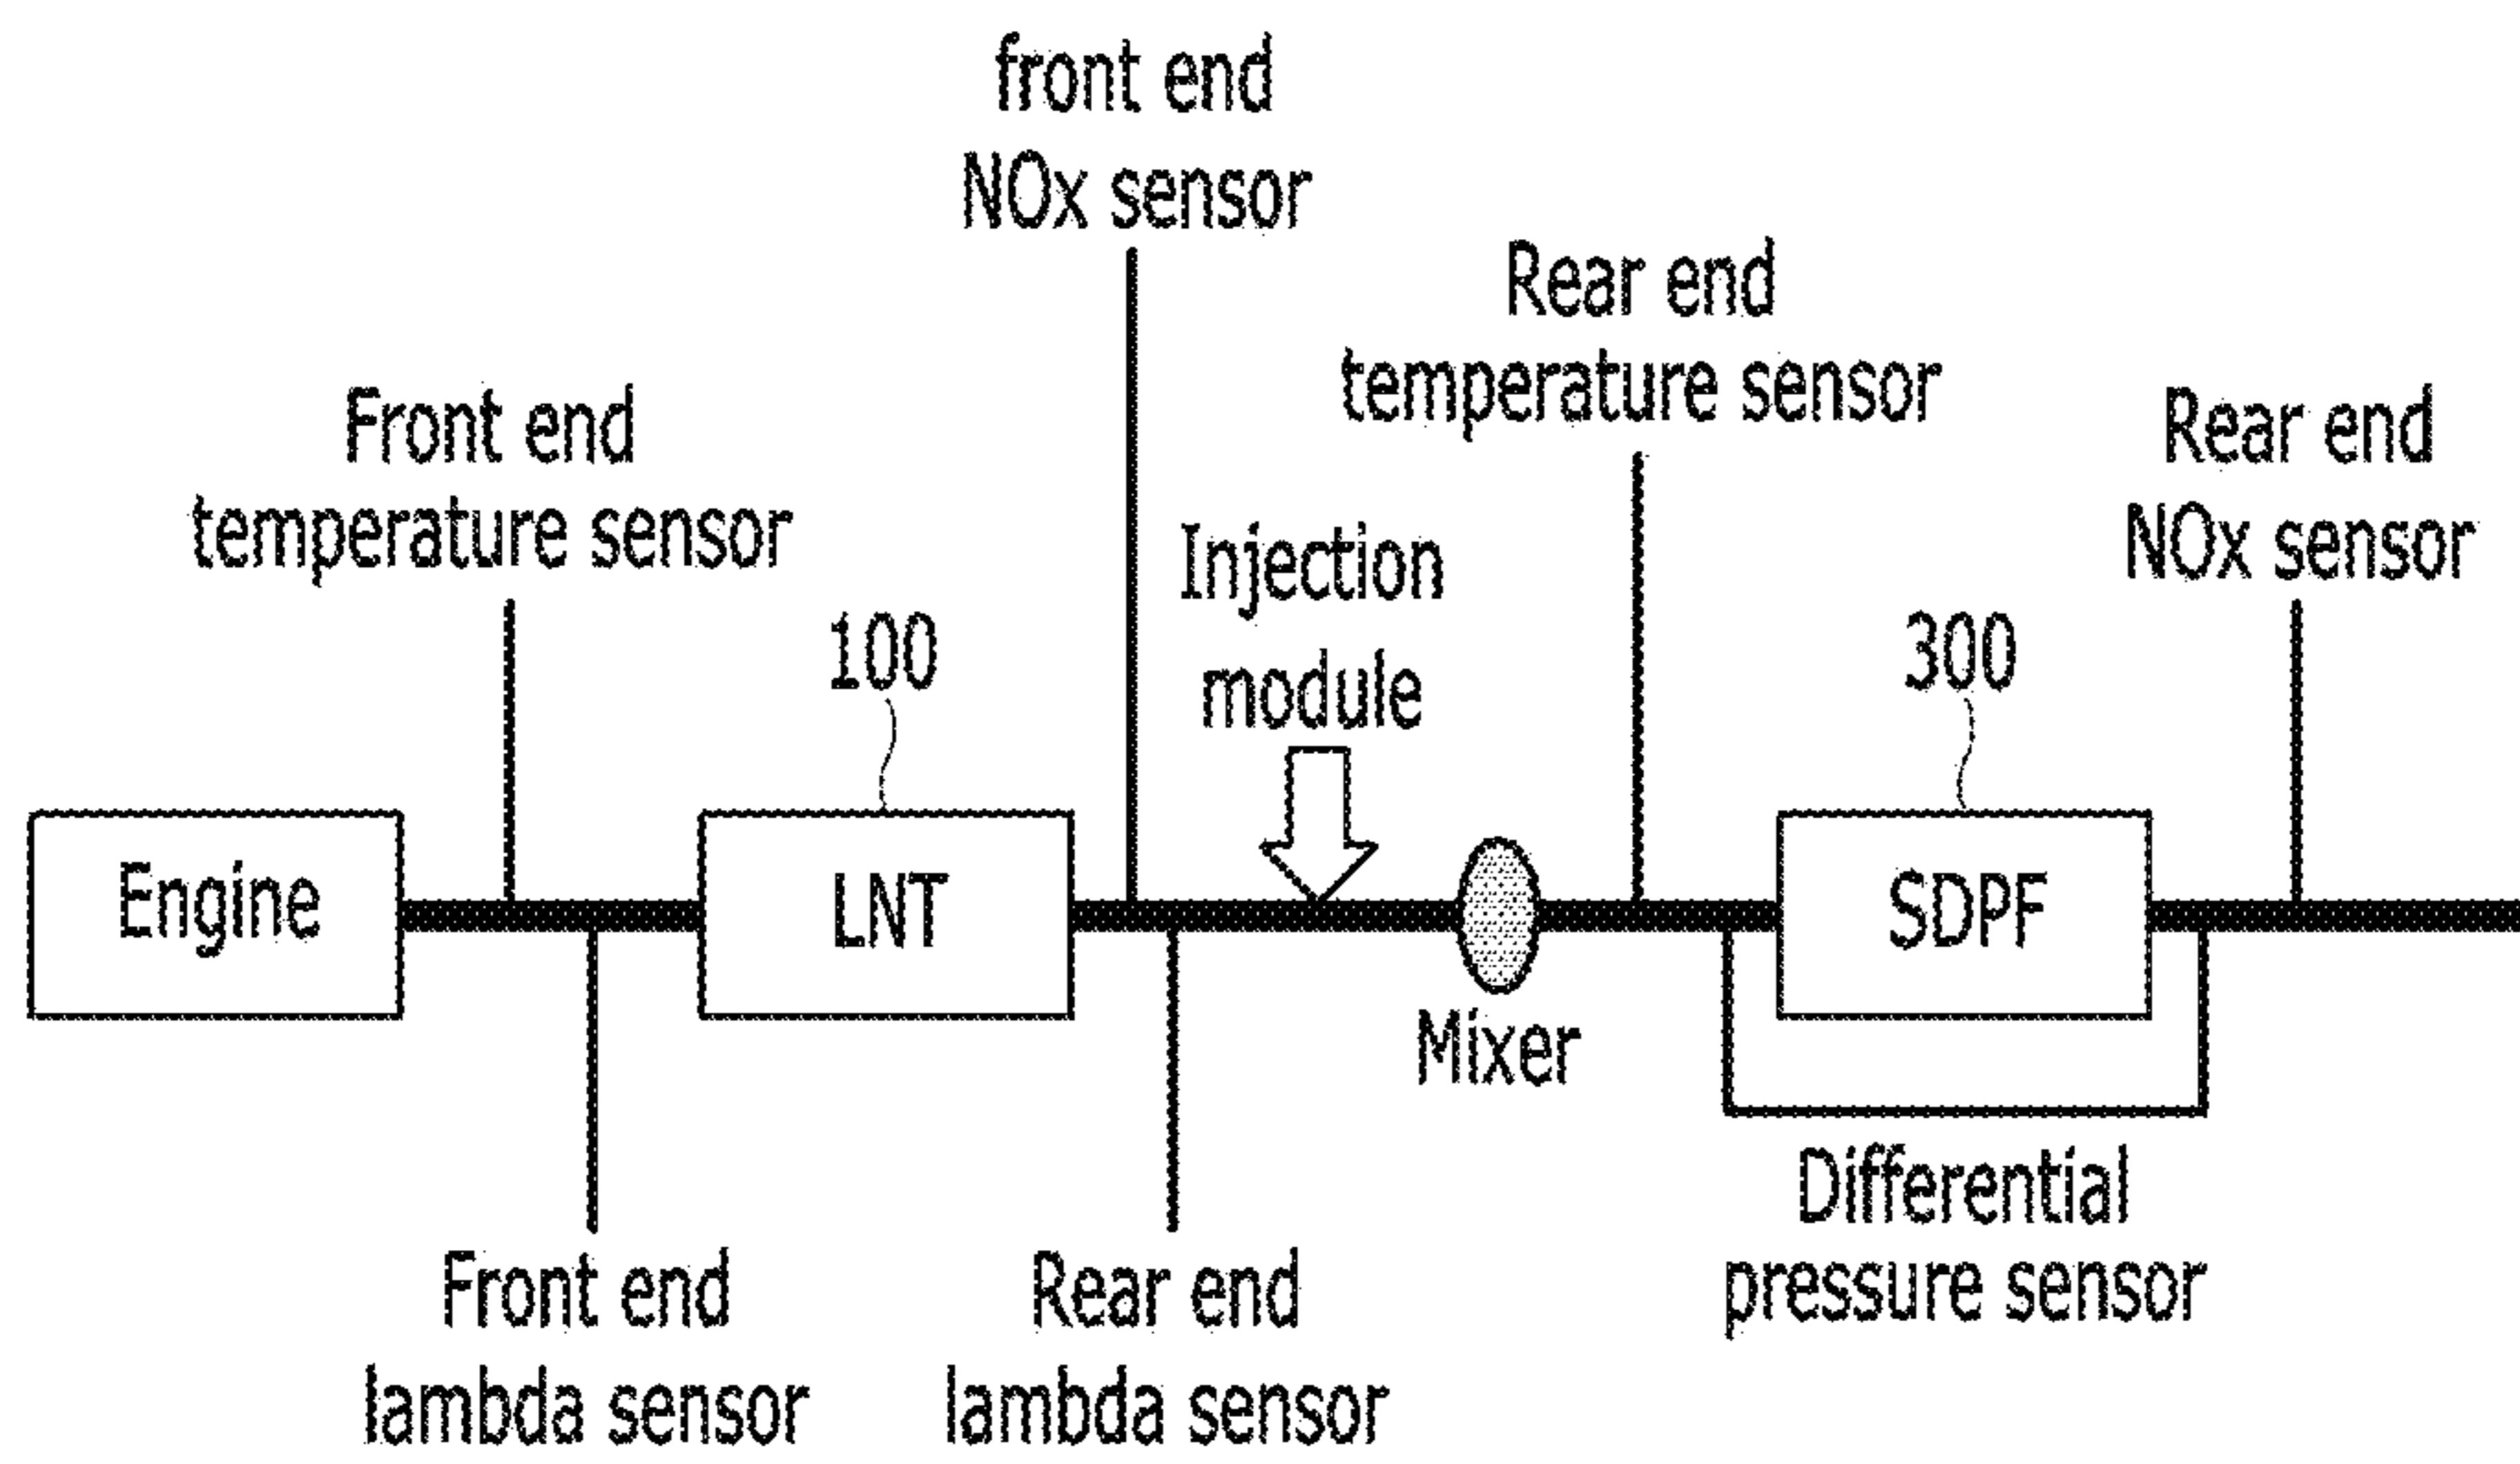 front end
NOx sensor
Rear end
temperature sensor
Front end
temperature sensor
Rear end
NOx sensor
Injection
module
100
300
Engine
LNT
SDPF
Mixer
Differential
pressure sensor
Front end
lambda sensor
Rear end
lambda sensor